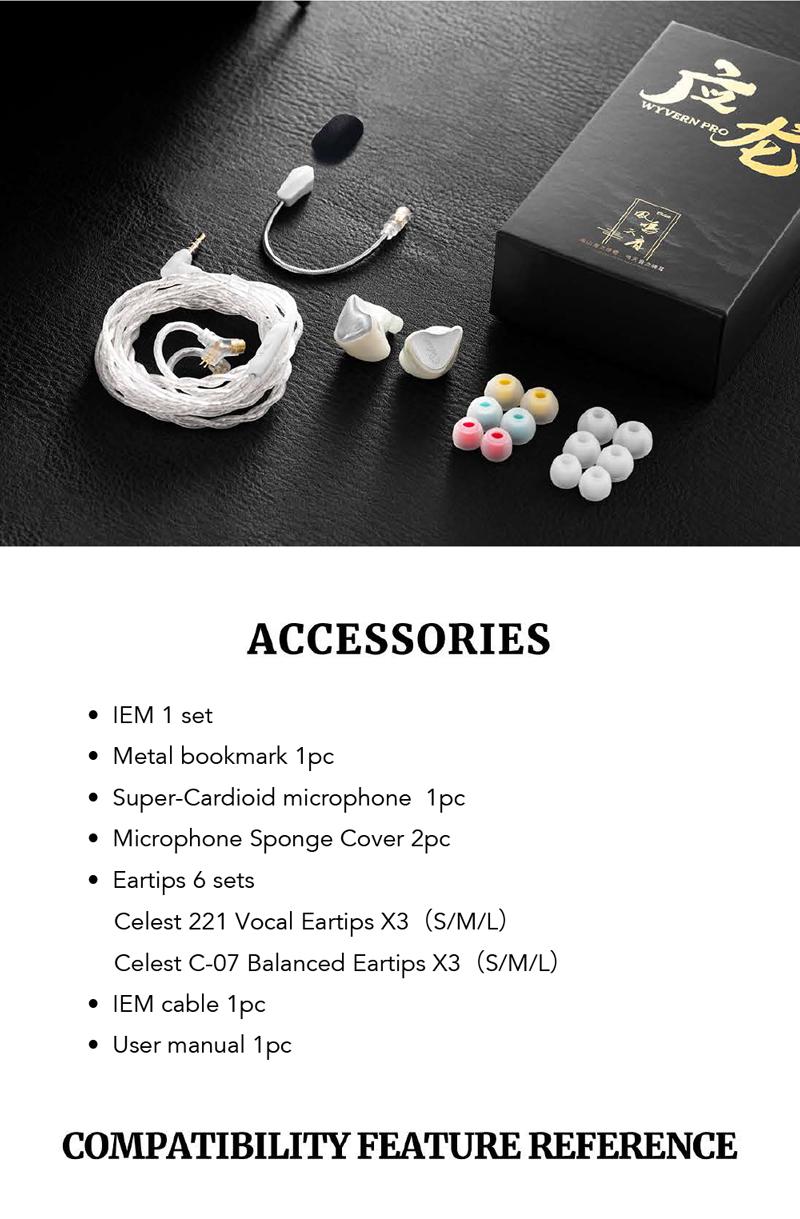 应龙
WYVERN PRO
ACCESSORIES
• IEM 1 set
• Metal bookmark 1pc
• Super-Cardioid microphone 1pc
• Microphone Sponge Cover 2pc
• Eartips 6 sets
Celest 221 Vocal Eartips X3（S/M/L）
Celest C-07 Balanced Eartips X3（S/M/L）
• IEM cable 1pc
• User manual 1pc
COMPATIBILITY FEATURE REFERENCE